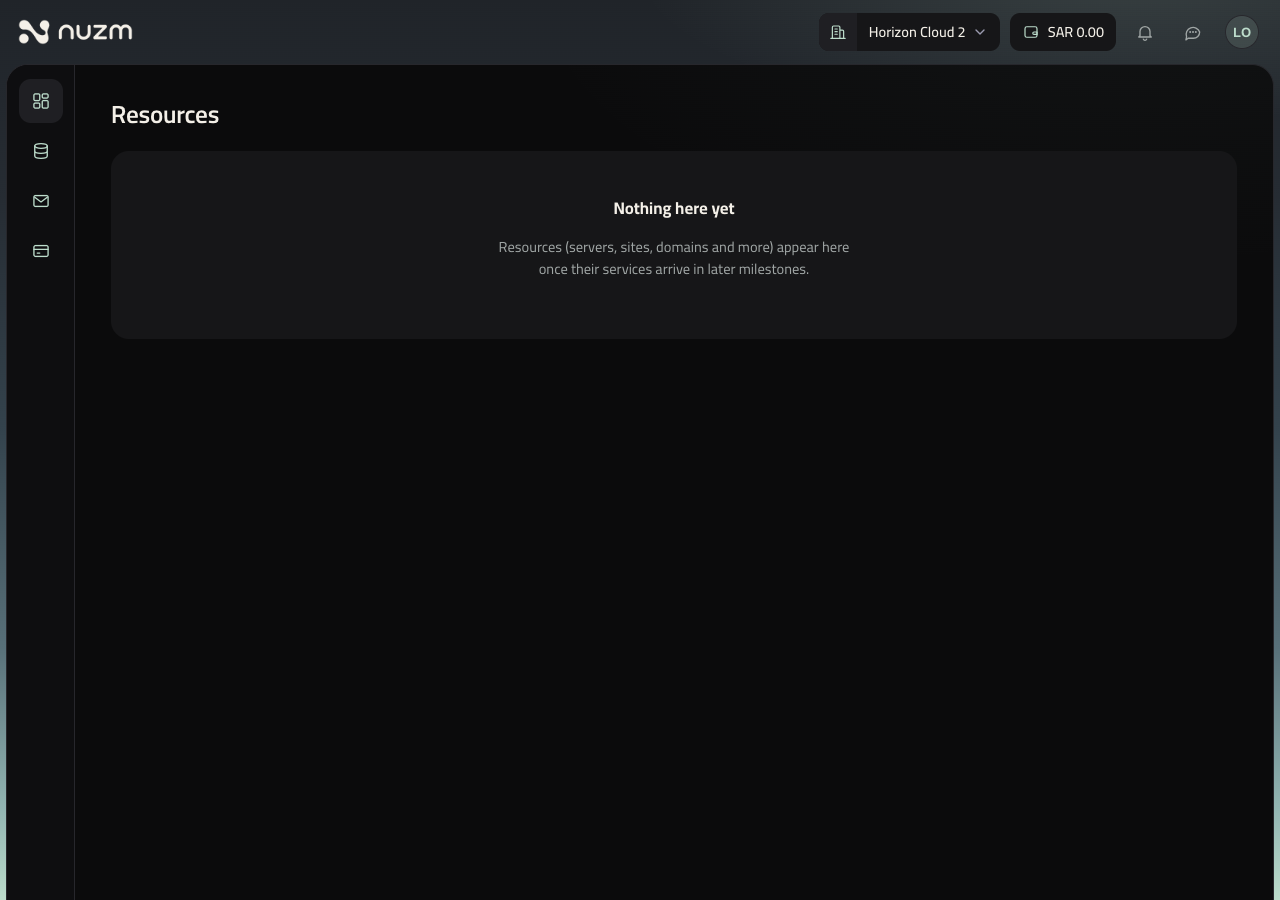 nuzm
Horizon Cloud 2
SAR 0.00
LO
Resources
Nothing here yet
Resources (servers, sites, domains and more) appear here
once their services arrive in later milestones.